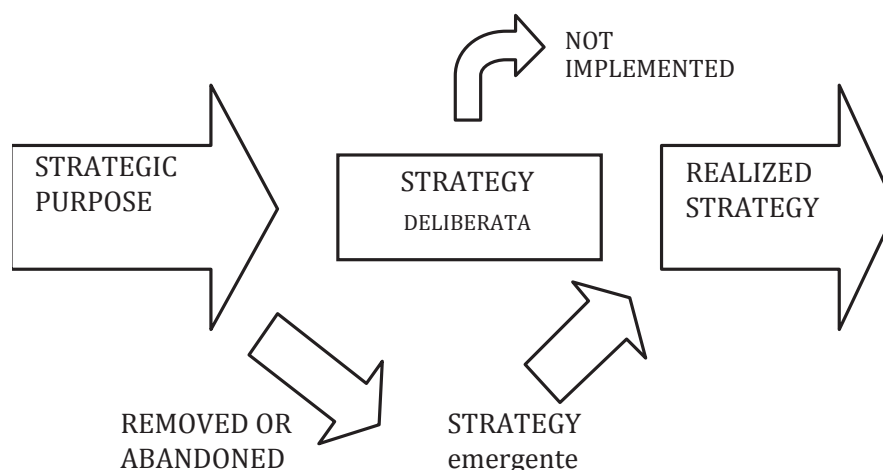 NOT
IMPLEMENTED
STRATEGIC
PURPOSE
STRATEGY
DELIBERATA
REALIZED
STRATEGY
REMOVED OR
ABANDONED
STRATEGY
emergente